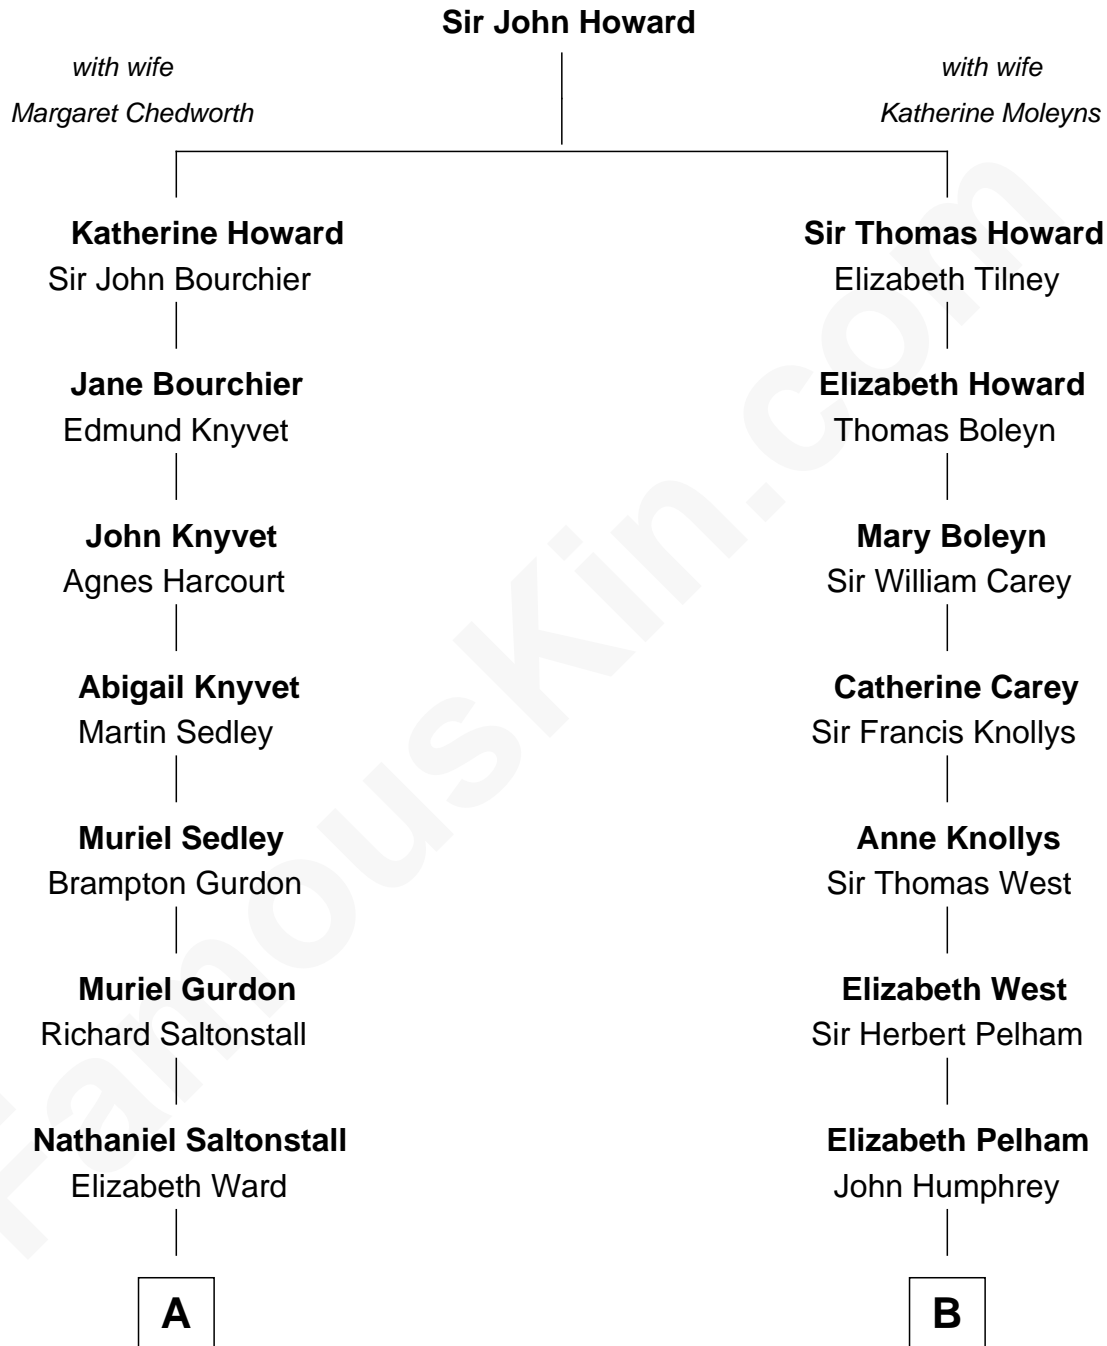 Sir John Howard
with wife
Margaret Chedworth
with wife
Katherine Moleyns
Katherine Howard
Sir John Bourchier
Sir Thomas Howard
Elizabeth Tilney
Jane Bourchier
Edmund Knyvet
Elizabeth Howard
Thomas Boleyn
John Knyvet
Agnes Harcourt
Mary Boleyn
Sir William Carey
Abigail Knyvet
Martin Sedley
Catherine Carey
Sir Francis Knollys
Muriel Sedley
Brampton Gurdon
Anne Knollys
Sir Thomas West
Muriel Gurdon
Richard Saltonstall
Elizabeth West
Sir Herbert Pelham
Nathaniel Saltonstall
Elizabeth Ward
Elizabeth Pelham
John Humphrey
A
B
FamousKin.com